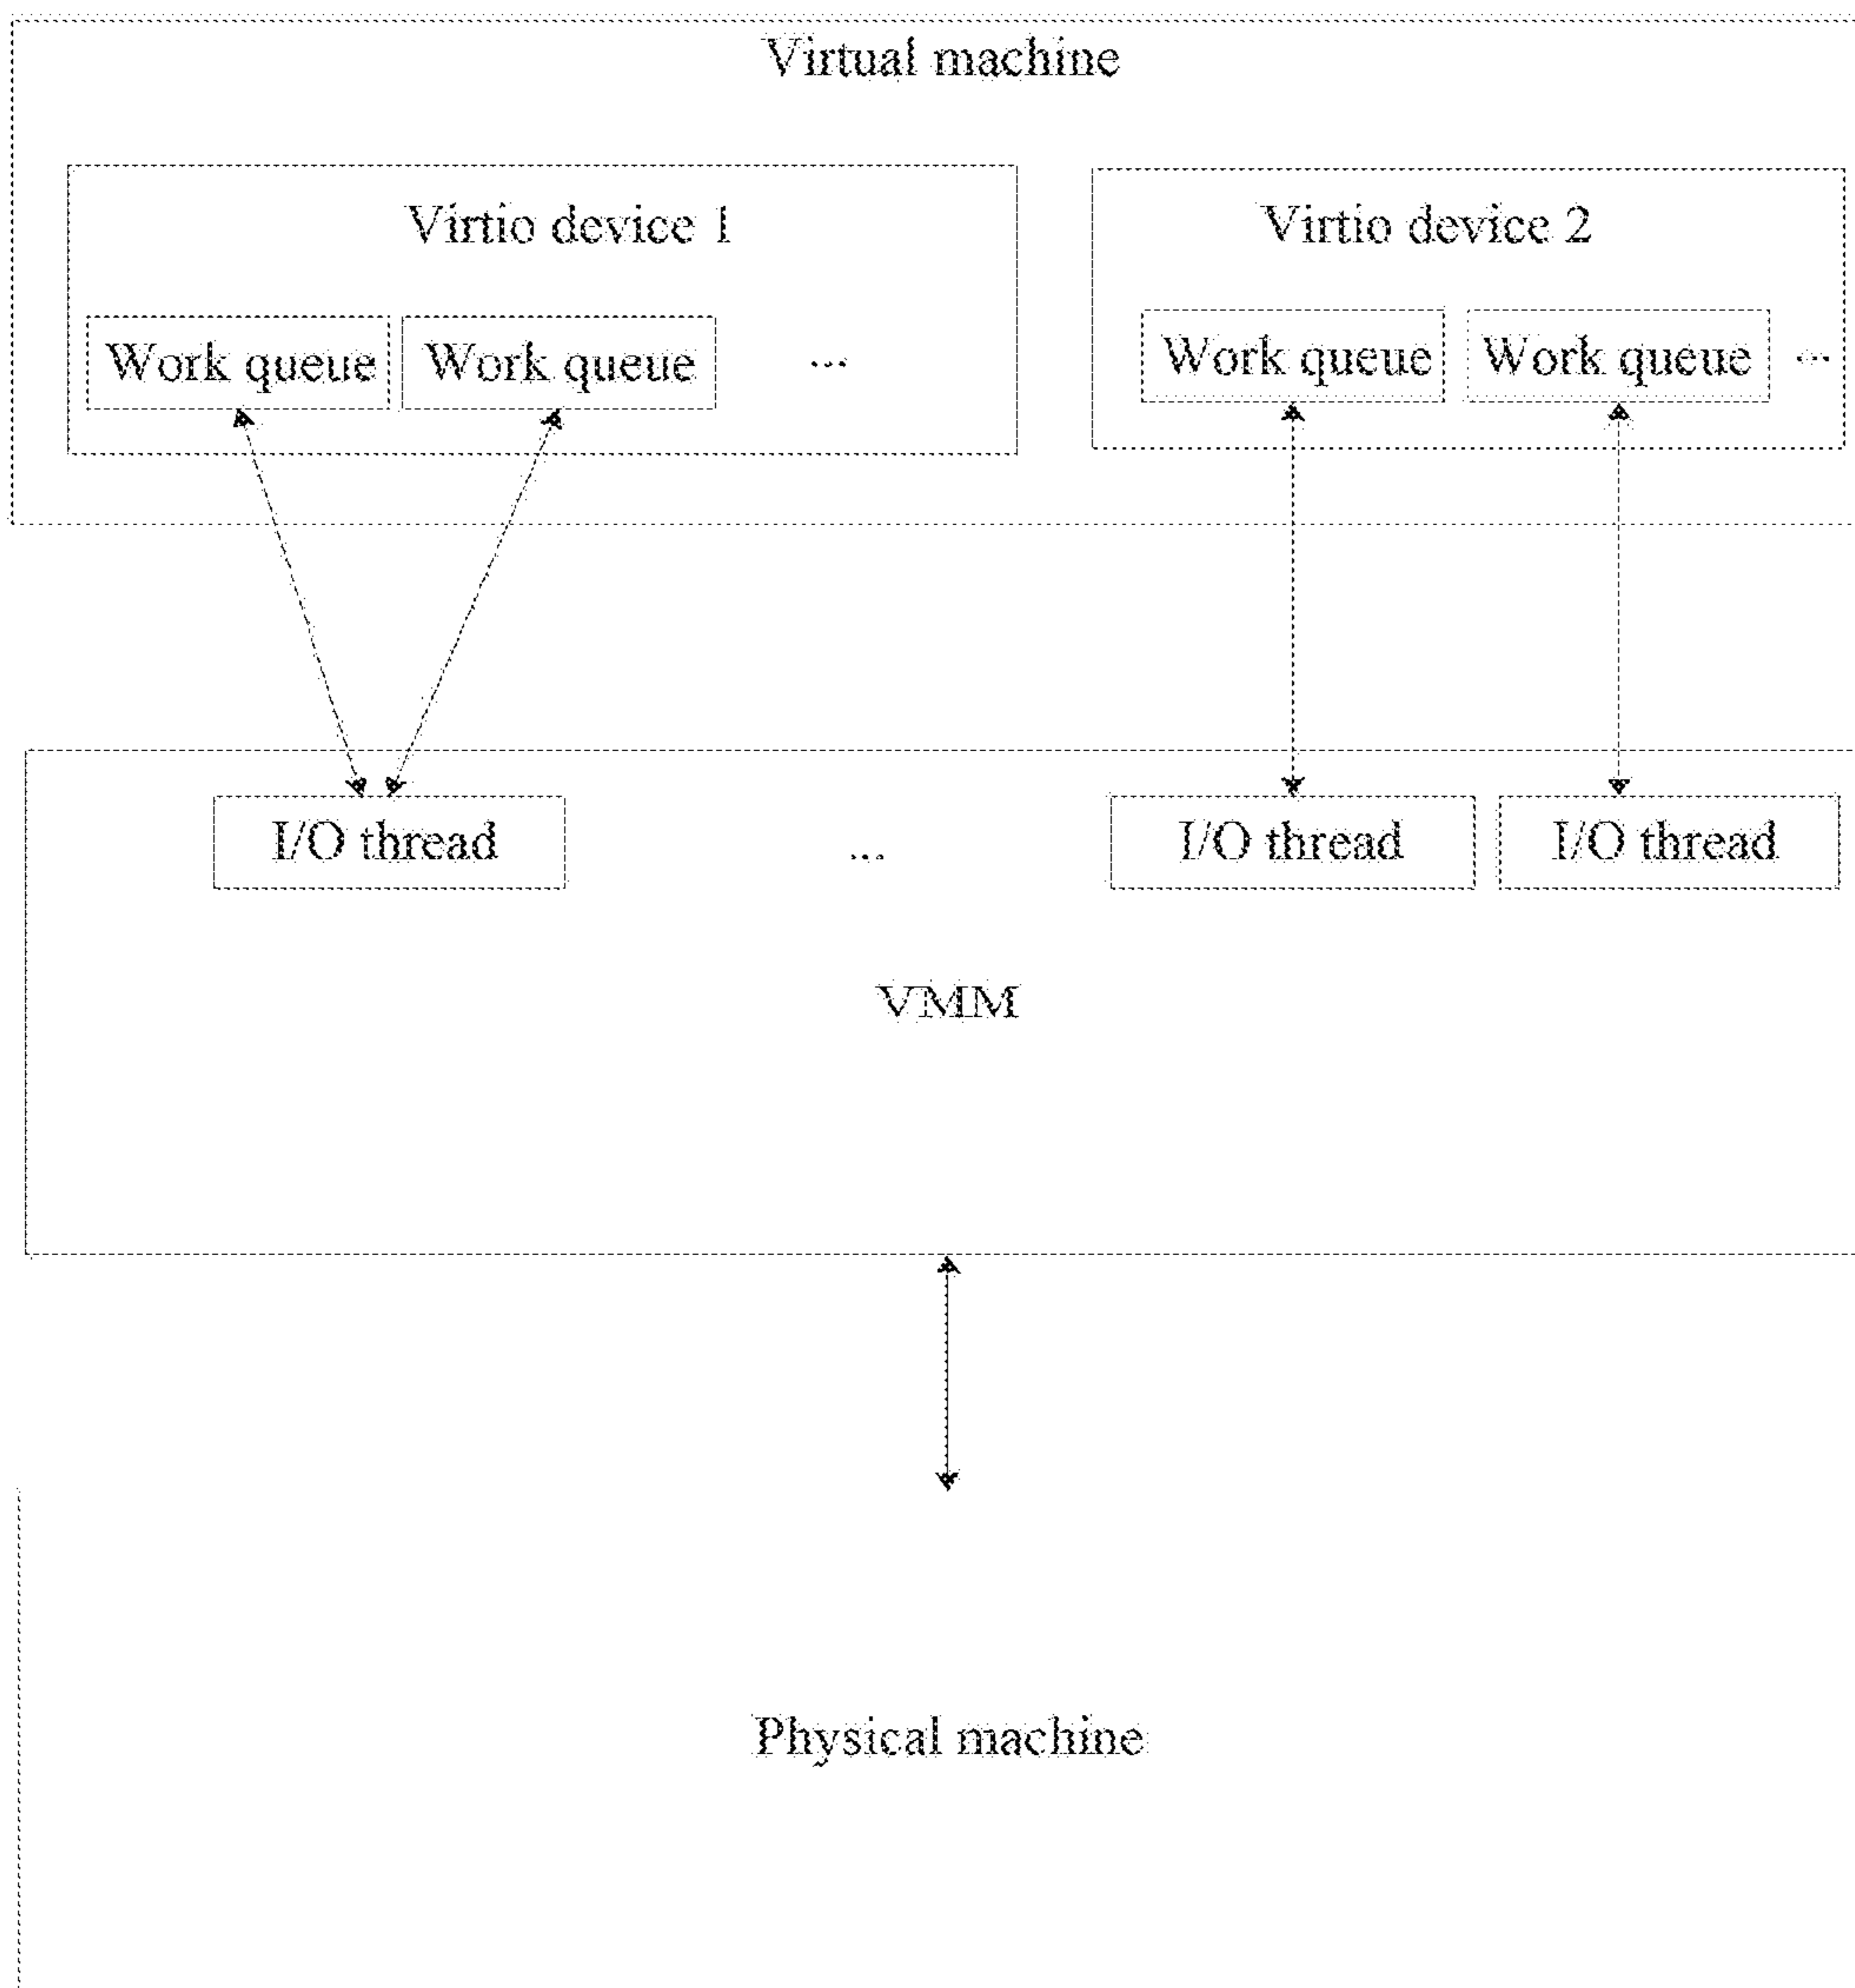 Virtual machine
Virtio device 1
Virtio device 2
Work queue
Work queue
...
Work queue
Work queue
...
I/O thread
...
I/O thread
I/O thread
VMM
Physical machine